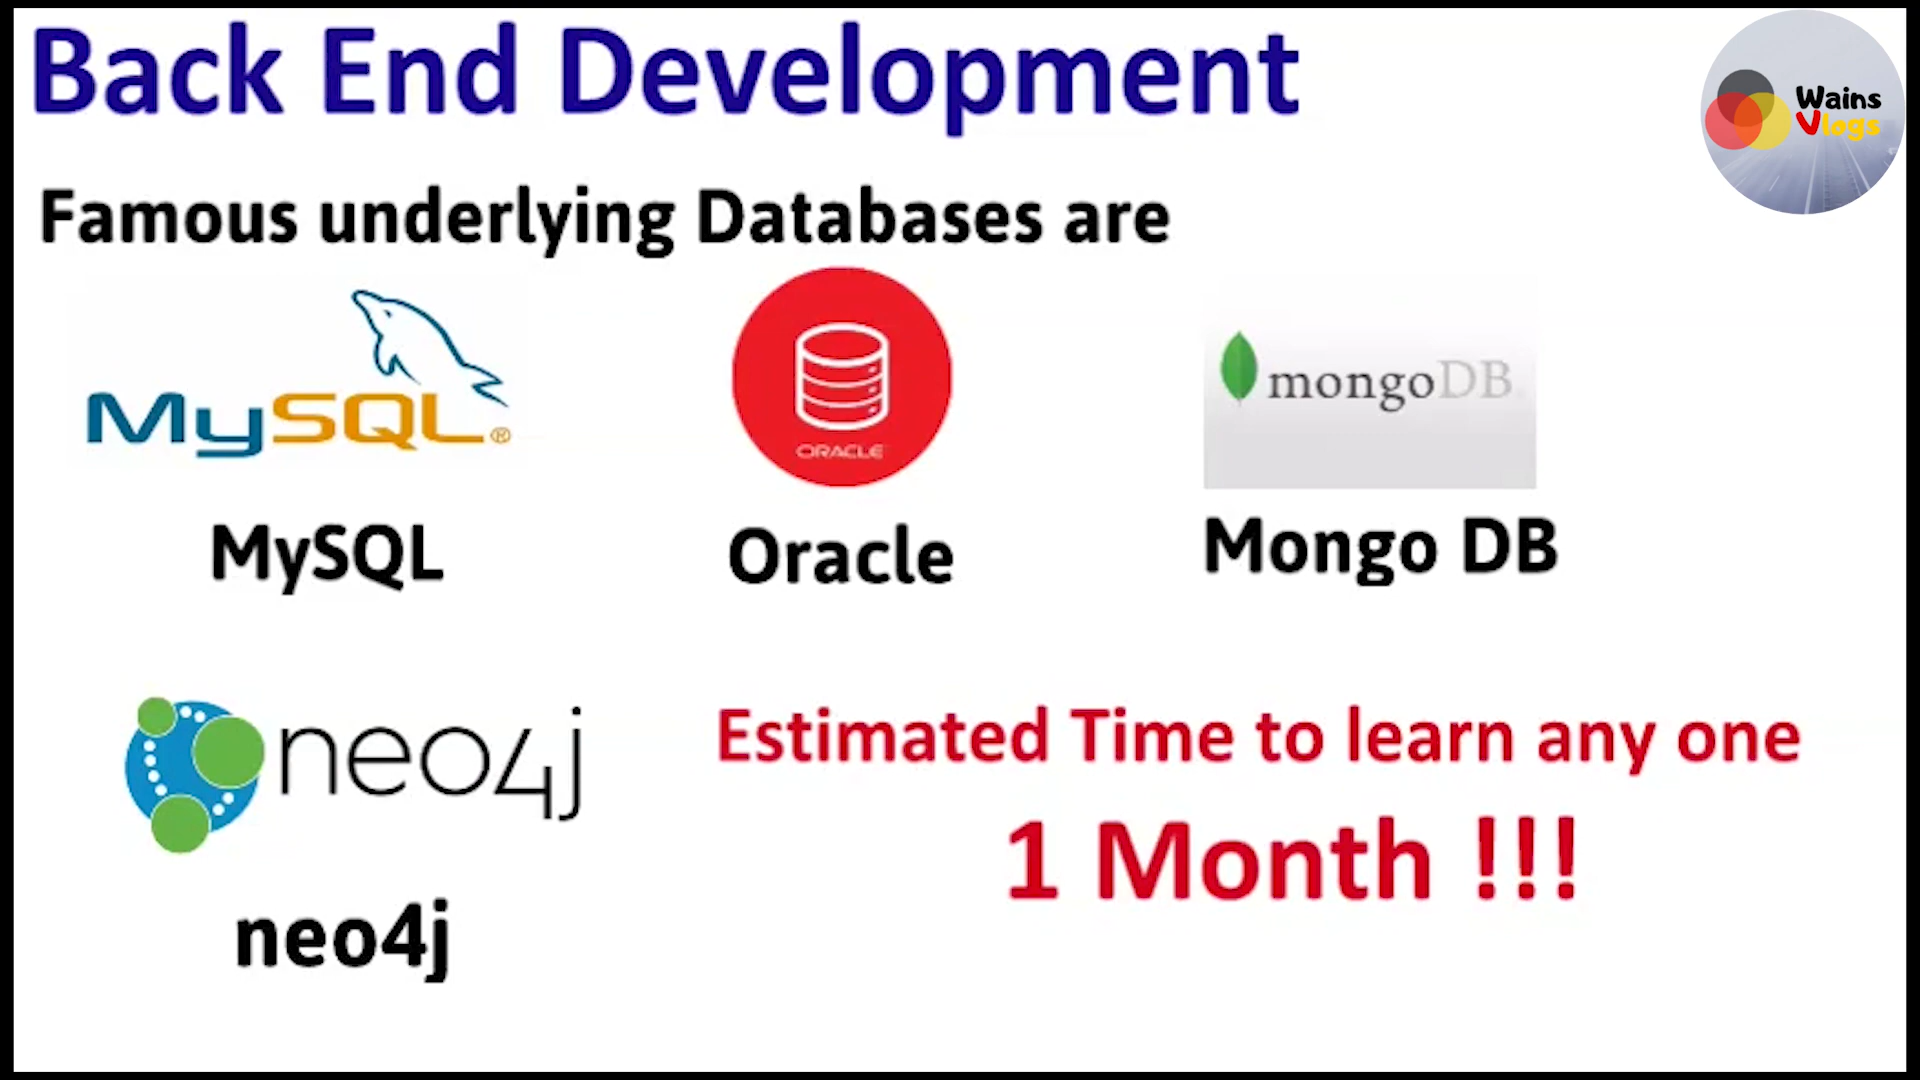 Back End Development
Wains
Vlogs
Famous underlying Databases are
MySQL®
ORACLE
mongoDB
MySQL
Oracle
Mongo DB
neo4j
Estimated Time to learn any one
1 Month !!!
neo4j